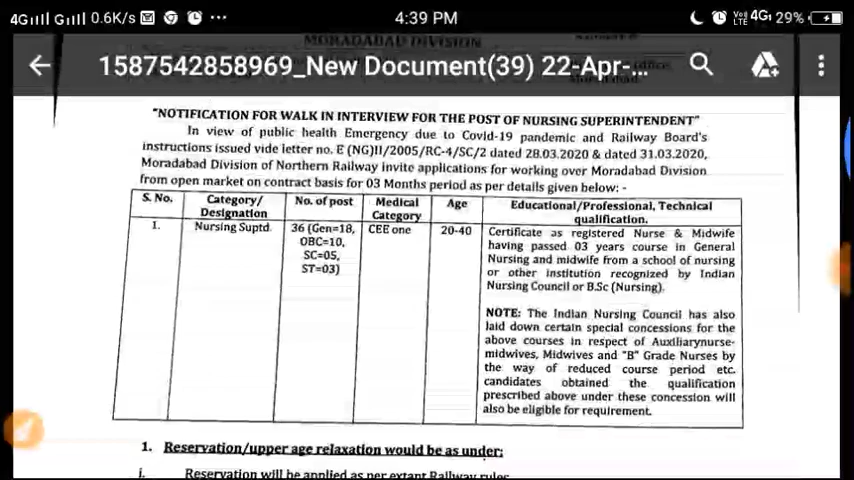 4G 0.6K/s 4:39 PM 4G 29%
MORADABAD DIVISION
1587542858969_New Document(39) 22-Apr-...
"NOTIFICATION FOR WALK IN INTERVIEW FOR THE POST OF NURSING SUPERINTENDENT"
In view of public health Emergency due to Covid-19 pandemic and Railway Board's
instructions issued vide letter no. E (NG)II/2005/RC-4/SC/2 dated 28.03.2020 & dated 31.03.2020,
Moradabad Division of Northern Railway invite applications for working over Moradabad Division
from open market on contract basis for 03 Months period as per details given below: -
S. No. Category/ Designation No. of post Medical Category Age Educational/Professional, Technical qualification.
1. Nursing Suptd. 36 (Gen=18, CEE one 20-40 Certificate as registered Nurse & Midwife
OBC=10, having passed 03 years course in General
SC=05, Nursing and midwife from a school of nursing
ST=03) or other institution recognized by Indian
Nursing Council or B.Sc (Nursing).
NOTE: The Indian Nursing Council has also
laid down certain special concessions for the
above courses in respect of Auxiliarynurse-
midwives, Midwives and "B" Grade Nurses by
the way of reduced course period etc.
candidates obtained the qualification
prescribed above under these concession will
also be eligible for requirement.
1. Reservation/upper age relaxation would be as under:
i. Reservation will be applied as per extant Railway rules